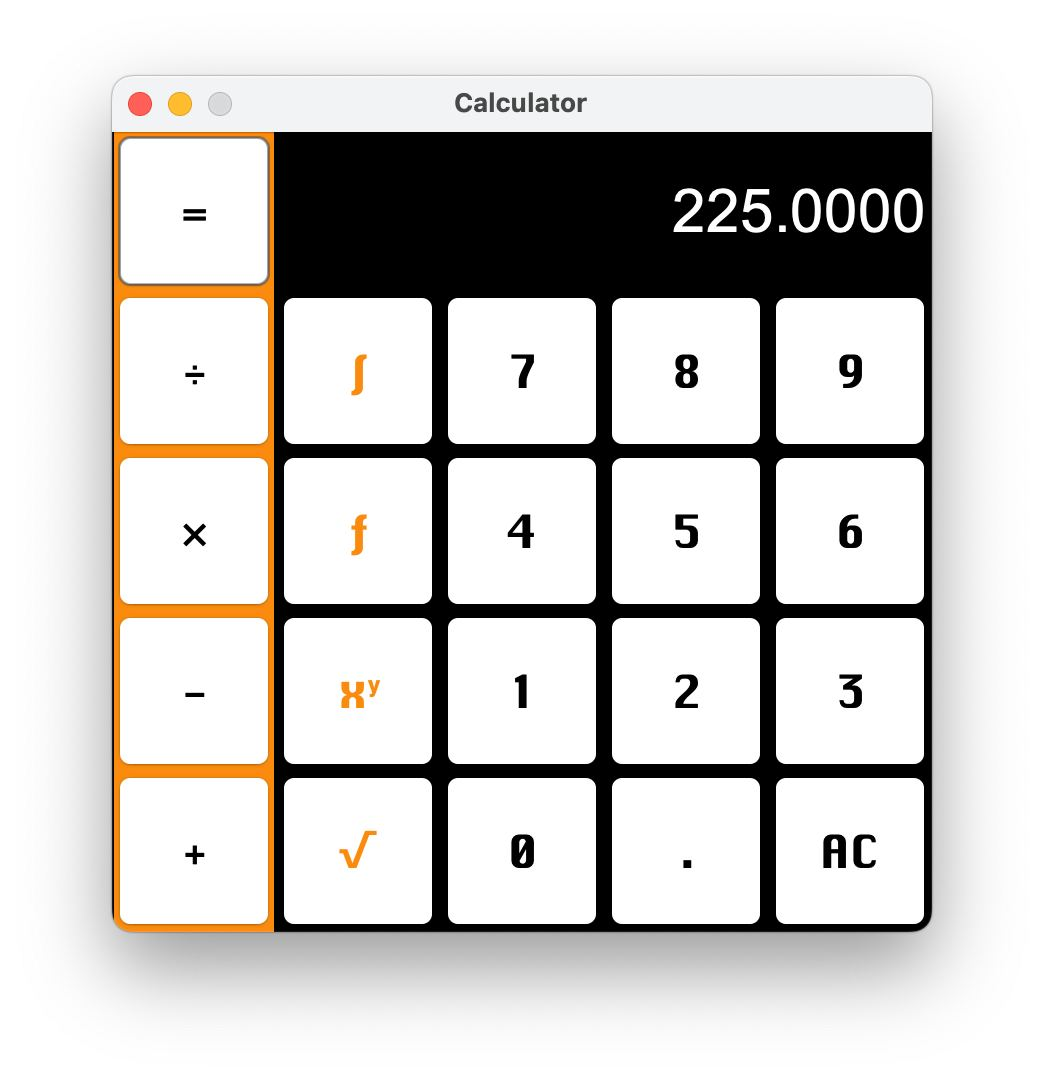 Calculator
= 225.0000
÷ ∫ 7 8 9
× ƒ 4 5 6
− xʸ 1 2 3
+ √ 0 . AC